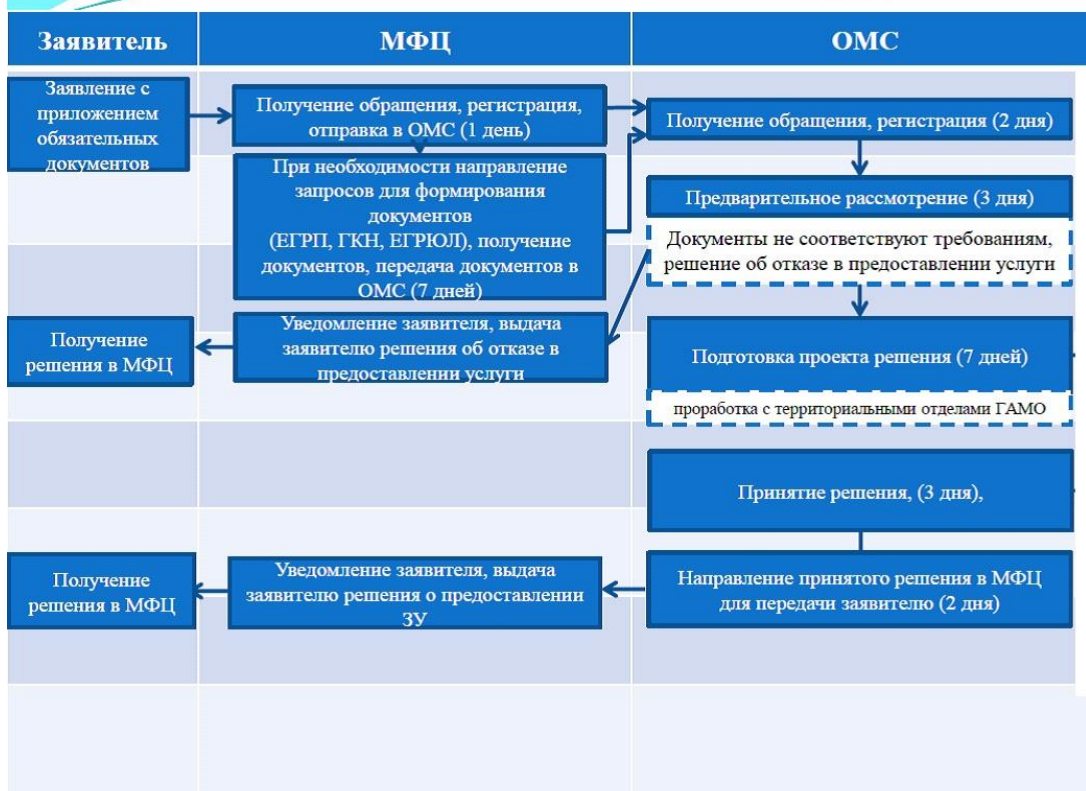 Заявитель
МФЦ
ОМС
Заявление с
приложением
обязательных
документов
Получение обращения, регистрация,
отправка в ОМС (1 день)
Получение обращения, регистрация (2 дня)
При необходимости направление
запросов для формирования
документов
(ЕГРП, ГКН, ЕГРЮЛ), получение
документов, передача документов в
ОМС (7 дней)
Предварительное рассмотрение (3 дня)
Документы не соответствуют требованиям,
решение об отказе в предоставлении услуги
Получение
решения в МФЦ
Уведомление заявителя, выдача
заявителю решения об отказе в
предоставлении услуги
Подготовка проекта решения (7 дней)
проработка с территориальными отделами ГАМО
Принятие решения, (3 дня),
Получение
решения в МФЦ
Уведомление заявителя, выдача
заявителю решения о предоставлении
ЗУ
Направление принятого решения в МФЦ
для передачи заявителю (2 дня)